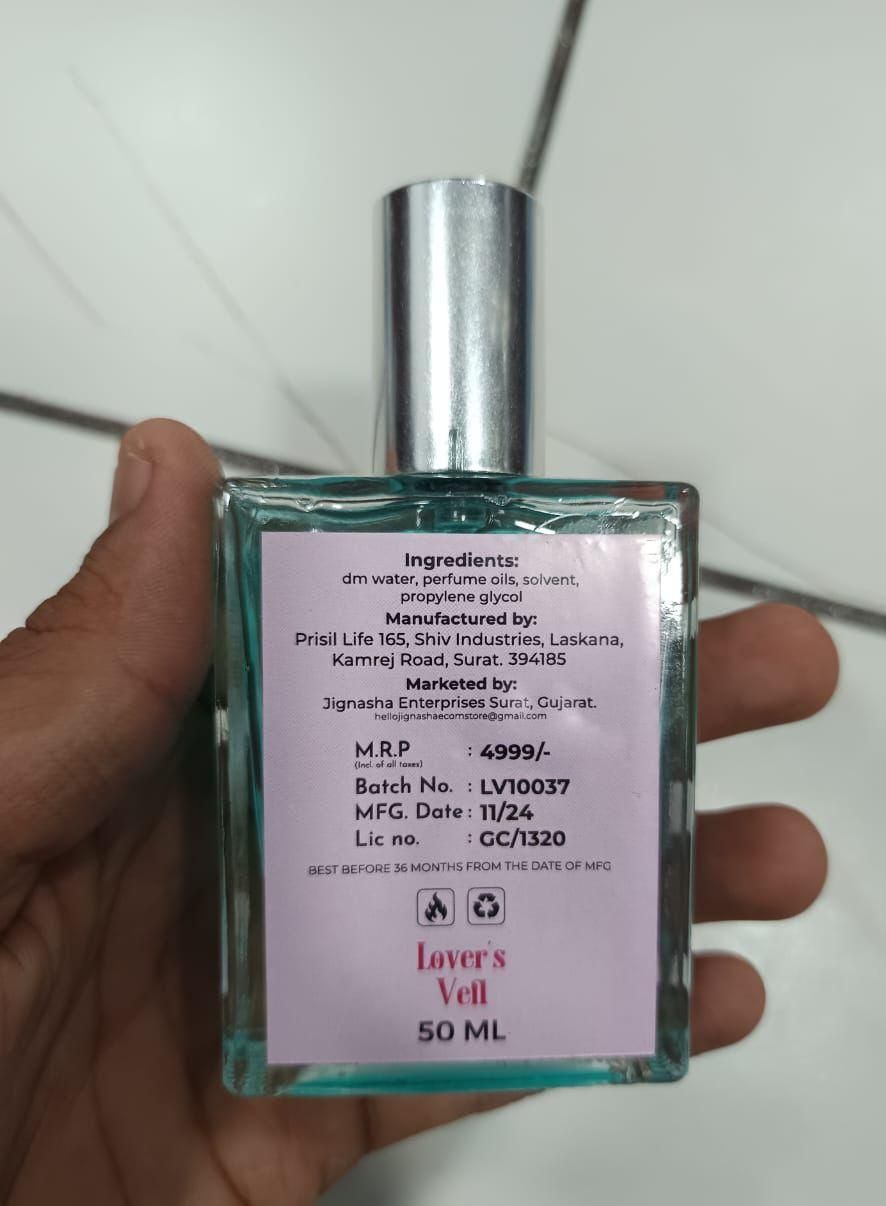 Ingredients:
dm water, perfume oils, solvent,
propylene glycol
Manufactured by:
Prisil Life 165, Shiv Industries, Laskana,
Kamrej Road, Surat. 394185
Marketed by:
Jignasha Enterprises Surat, Gujarat.
hellojignashaecomstore@gmail.com
M.R.P : 4999/-
(Incl. of all taxes)
Batch No. : LV10037
MFG. Date : 11/24
Lic no. : GC/1320
BEST BEFORE 36 MONTHS FROM THE DATE OF MFG
Lover's
Veil
50 ML